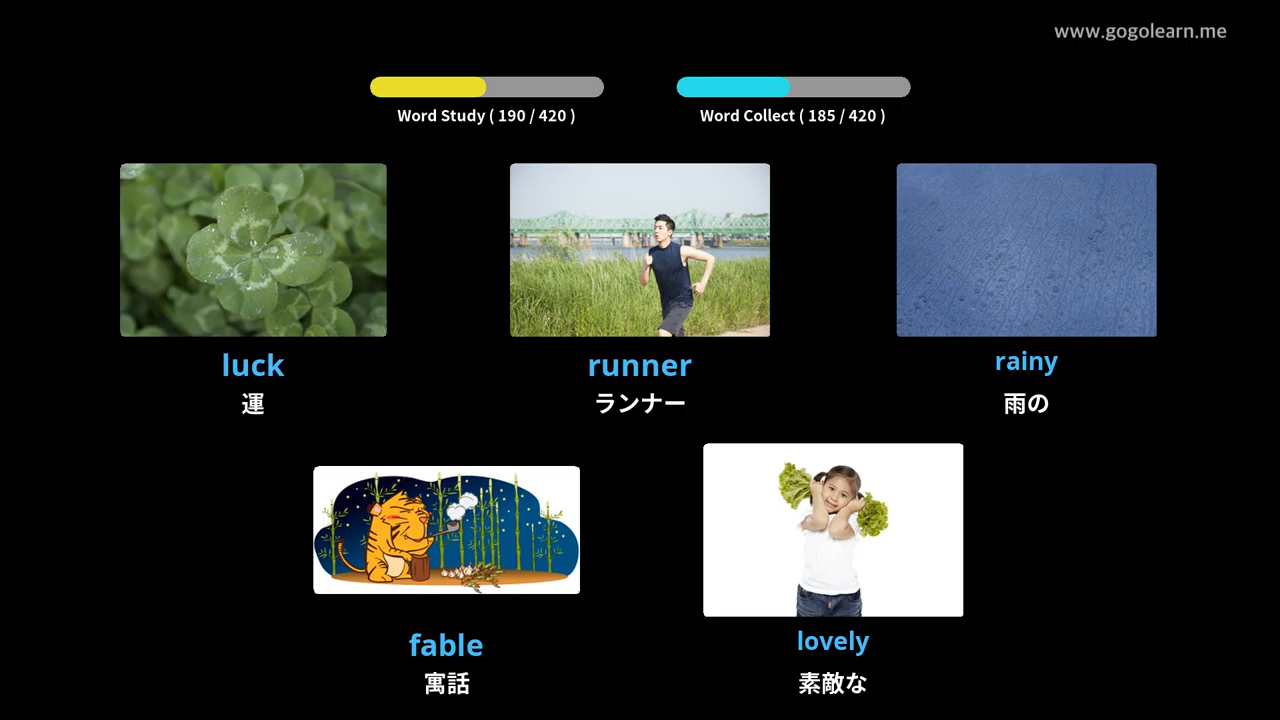 www.gogolearn.me
Word Study ( 190 / 420 )
Word Collect ( 185 / 420 )
luck
runner
rainy
運
ランナー
雨の
fable
lovely
寓話
素敵な